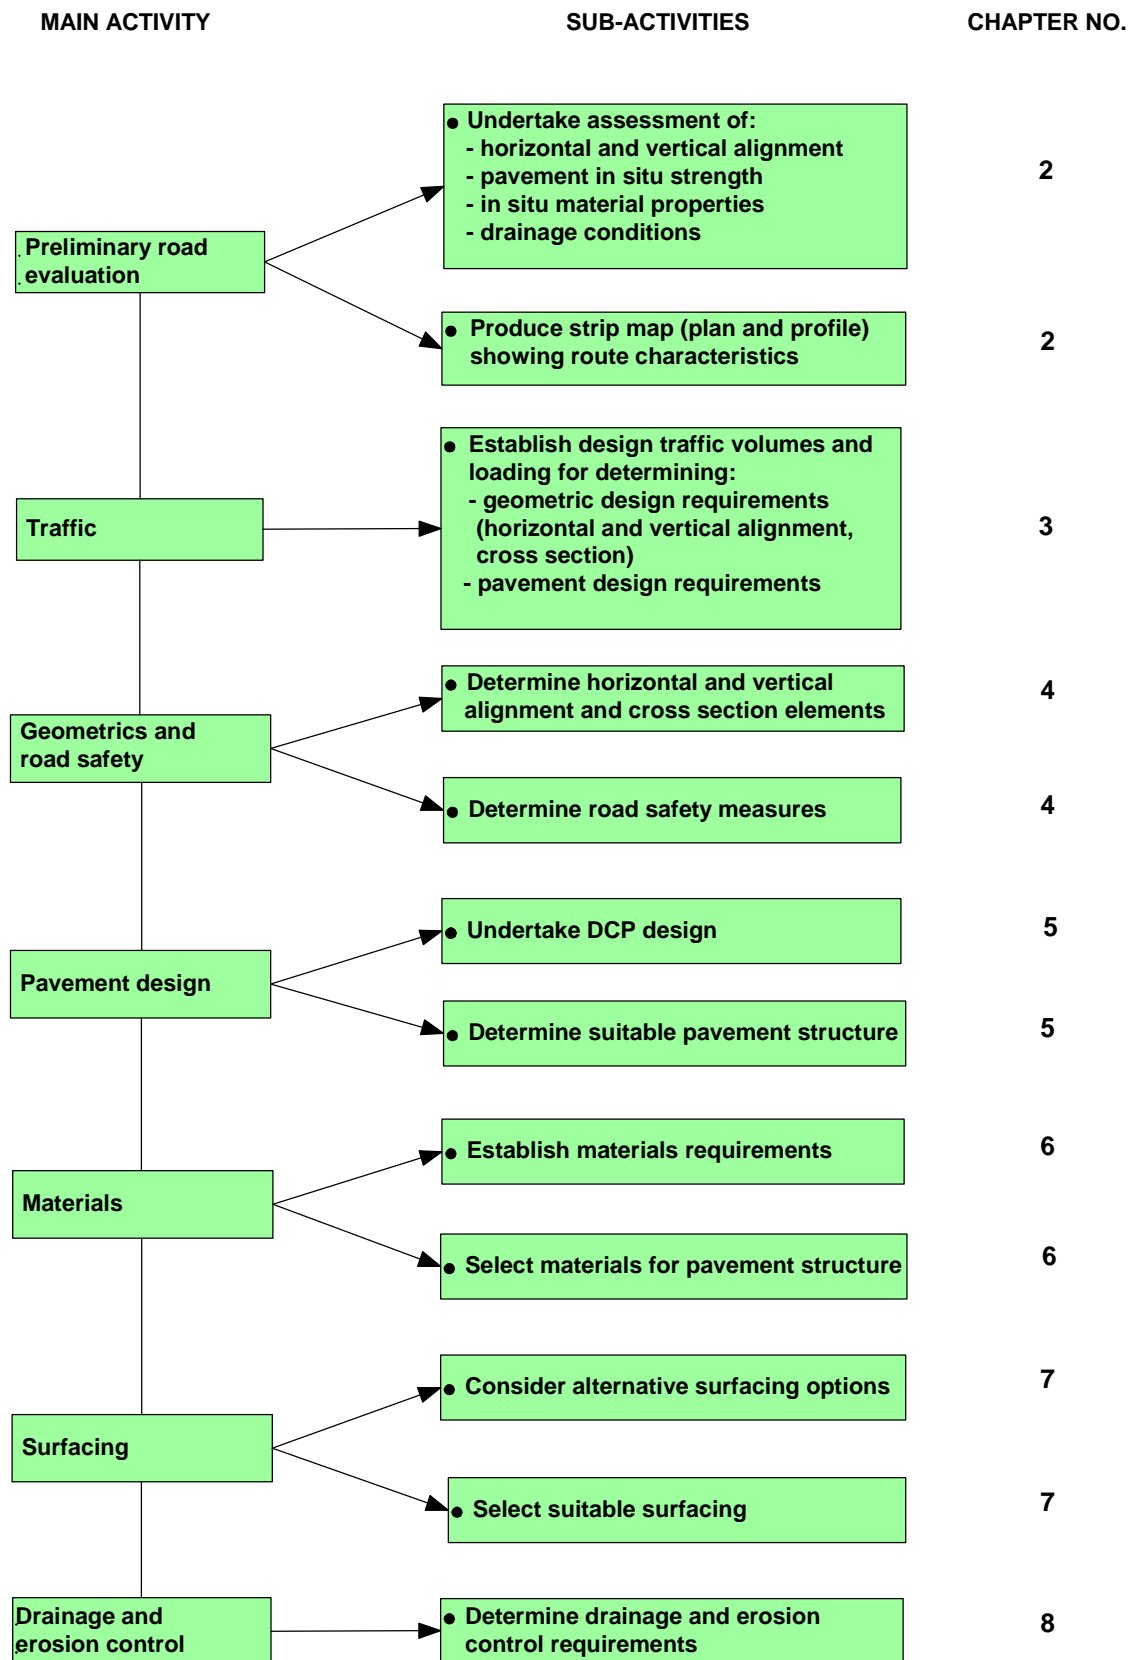 MAIN ACTIVITY
SUB-ACTIVITIES
CHAPTER NO.
Preliminary road
evaluation
• Undertake assessment of:
- horizontal and vertical alignment
- pavement in situ strength
- in situ material properties
- drainage conditions
2
• Produce strip map (plan and profile)
showing route characteristics
2
Traffic
• Establish design traffic volumes and
loading for determining:
- geometric design requirements
(horizontal and vertical alignment,
cross section)
- pavement design requirements
3
Geometrics and
road safety
• Determine horizontal and vertical
alignment and cross section elements
4
• Determine road safety measures
4
Pavement design
• Undertake DCP design
5
• Determine suitable pavement structure
5
Materials
• Establish materials requirements
6
• Select materials for pavement structure
6
Surfacing
• Consider alternative surfacing options
7
• Select suitable surfacing
7
Drainage and
erosion control
• Determine drainage and erosion
control requirements
8